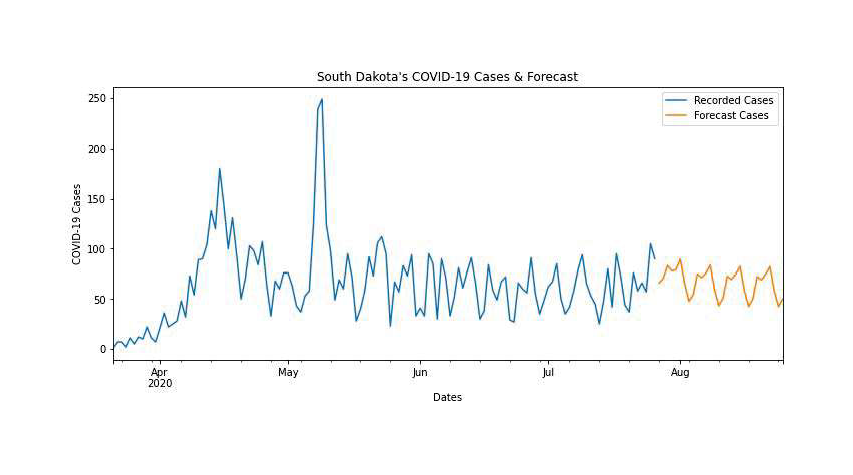 South Dakota's COVID-19 Cases & Forecast
Recorded Cases
Forecast Cases
COVID-19 Cases
250
200
150
100
50
0
Apr
2020
May
Jun
Jul
Aug
Dates